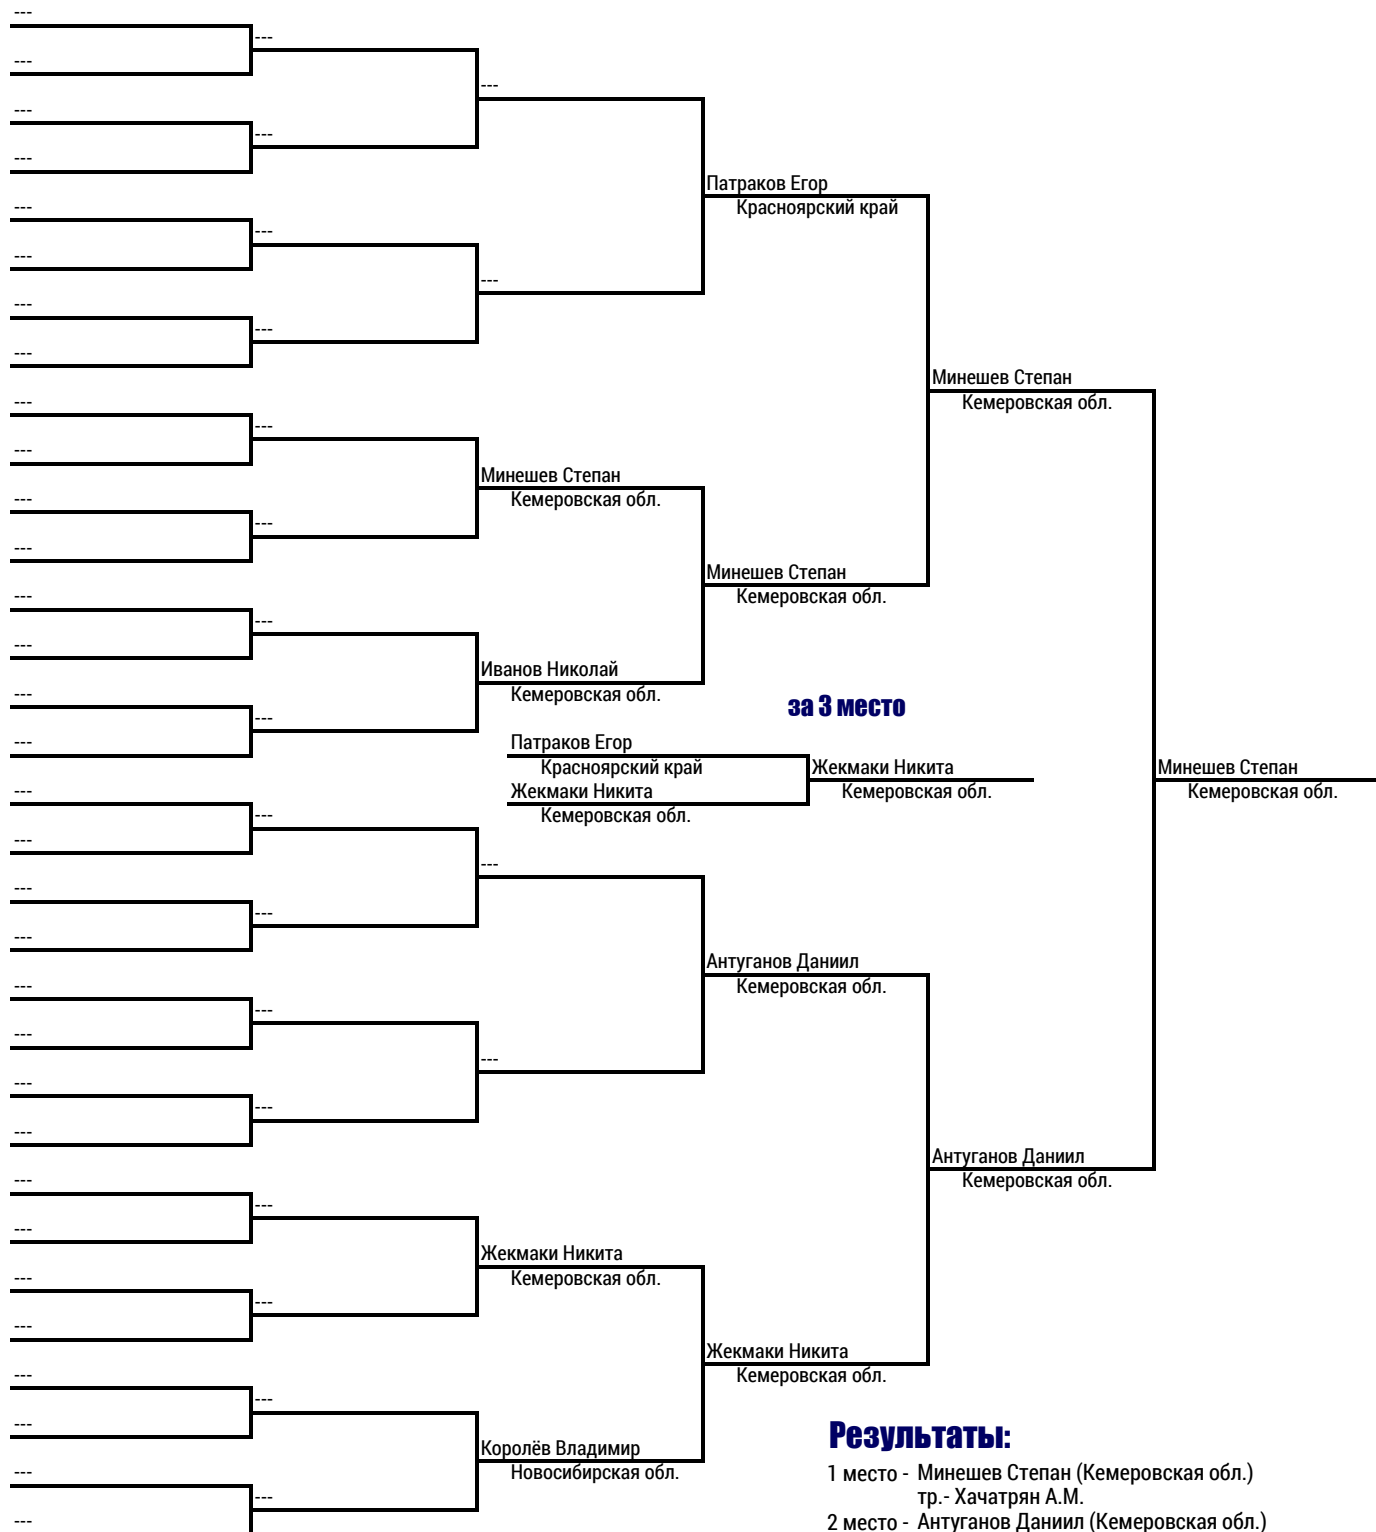 ---
---
---
---
---
---
---
---
---
---
---
---
---
---
Патраков Егор
Красноярский край
---
---
---
---
---
---
---
Минешев Степан
Кемеровская обл.
---
---
---
Минешев Степан
Кемеровская обл.
---
---
---
Минешев Степан
Кемеровская обл.
---
---
---
Иванов Николай
Кемеровская обл.
---
---
---
за 3 место
Патраков Егор
Красноярский край
Жекмаки Никита
Кемеровская обл.
Жекмаки Никита
Кемеровская обл.
Минешев Степан
Кемеровская обл.
---
---
---
---
---
---
---
Антуганов Даниил
Кемеровская обл.
---
---
---
---
---
---
---
Антуганов Даниил
Кемеровская обл.
---
---
---
Жекмаки Никита
Кемеровская обл.
---
---
---
Жекмаки Никита
Кемеровская обл.
---
---
---
Королёв Владимир
Новосибирская обл.
---
---
---
Результаты:
1 место - Минешев Степан (Кемеровская обл.)
тр.- Хачатрян А.М.
2 место - Антуганов Даниил (Кемеровская обл.)